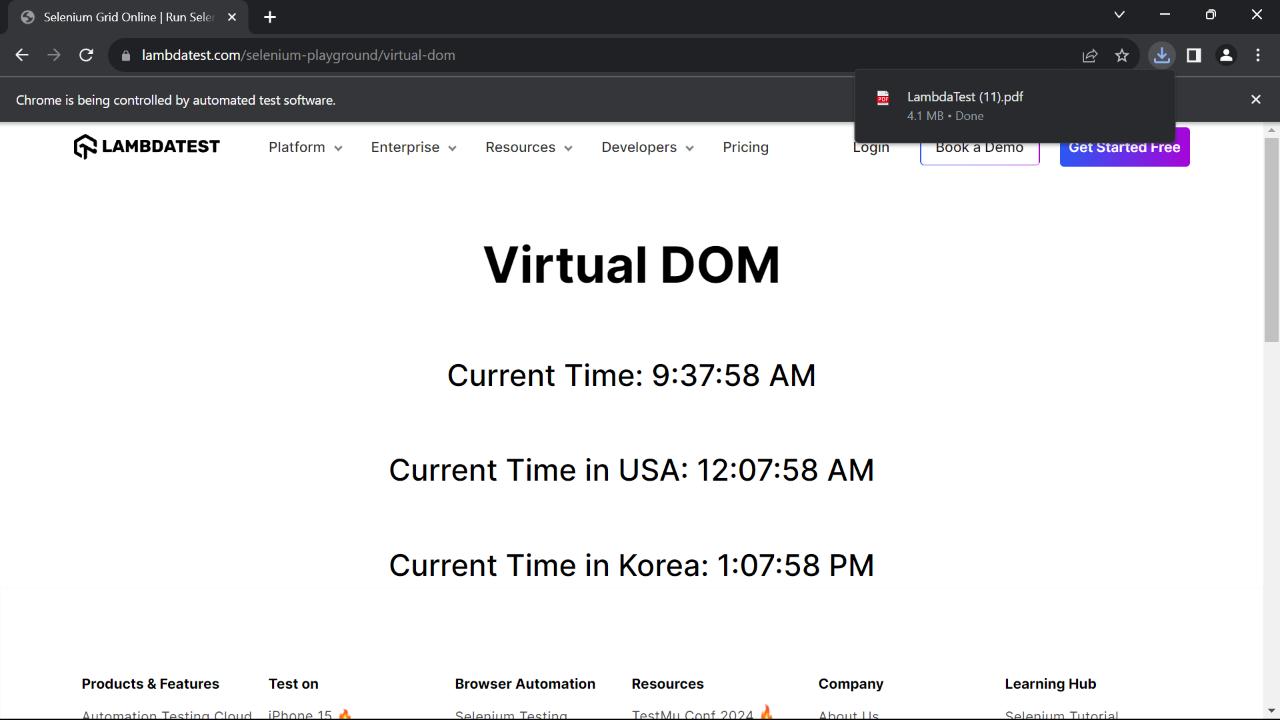 Selenium Grid Online | Run Sele
lambdatest.com/selenium-playground/virtual-dom
Chrome is being controlled by automated test software.
PDF
LambdaTest (11).pdf
4.1 MB • Done
LAMBDATEST
Platform
Enterprise
Resources
Developers
Pricing
Login
Book a Demo
Get Started Free
Virtual DOM
Current Time: 9:37:58 AM
Current Time in USA: 12:07:58 AM
Current Time in Korea: 1:07:58 PM
Products & Features
Test on
Browser Automation
Resources
Company
Learning Hub
Automation Testing Cloud
iPhone 15 🔥
Selenium Testing
TestMu Conf 2024 🔥
About Us
Selenium Tutorial